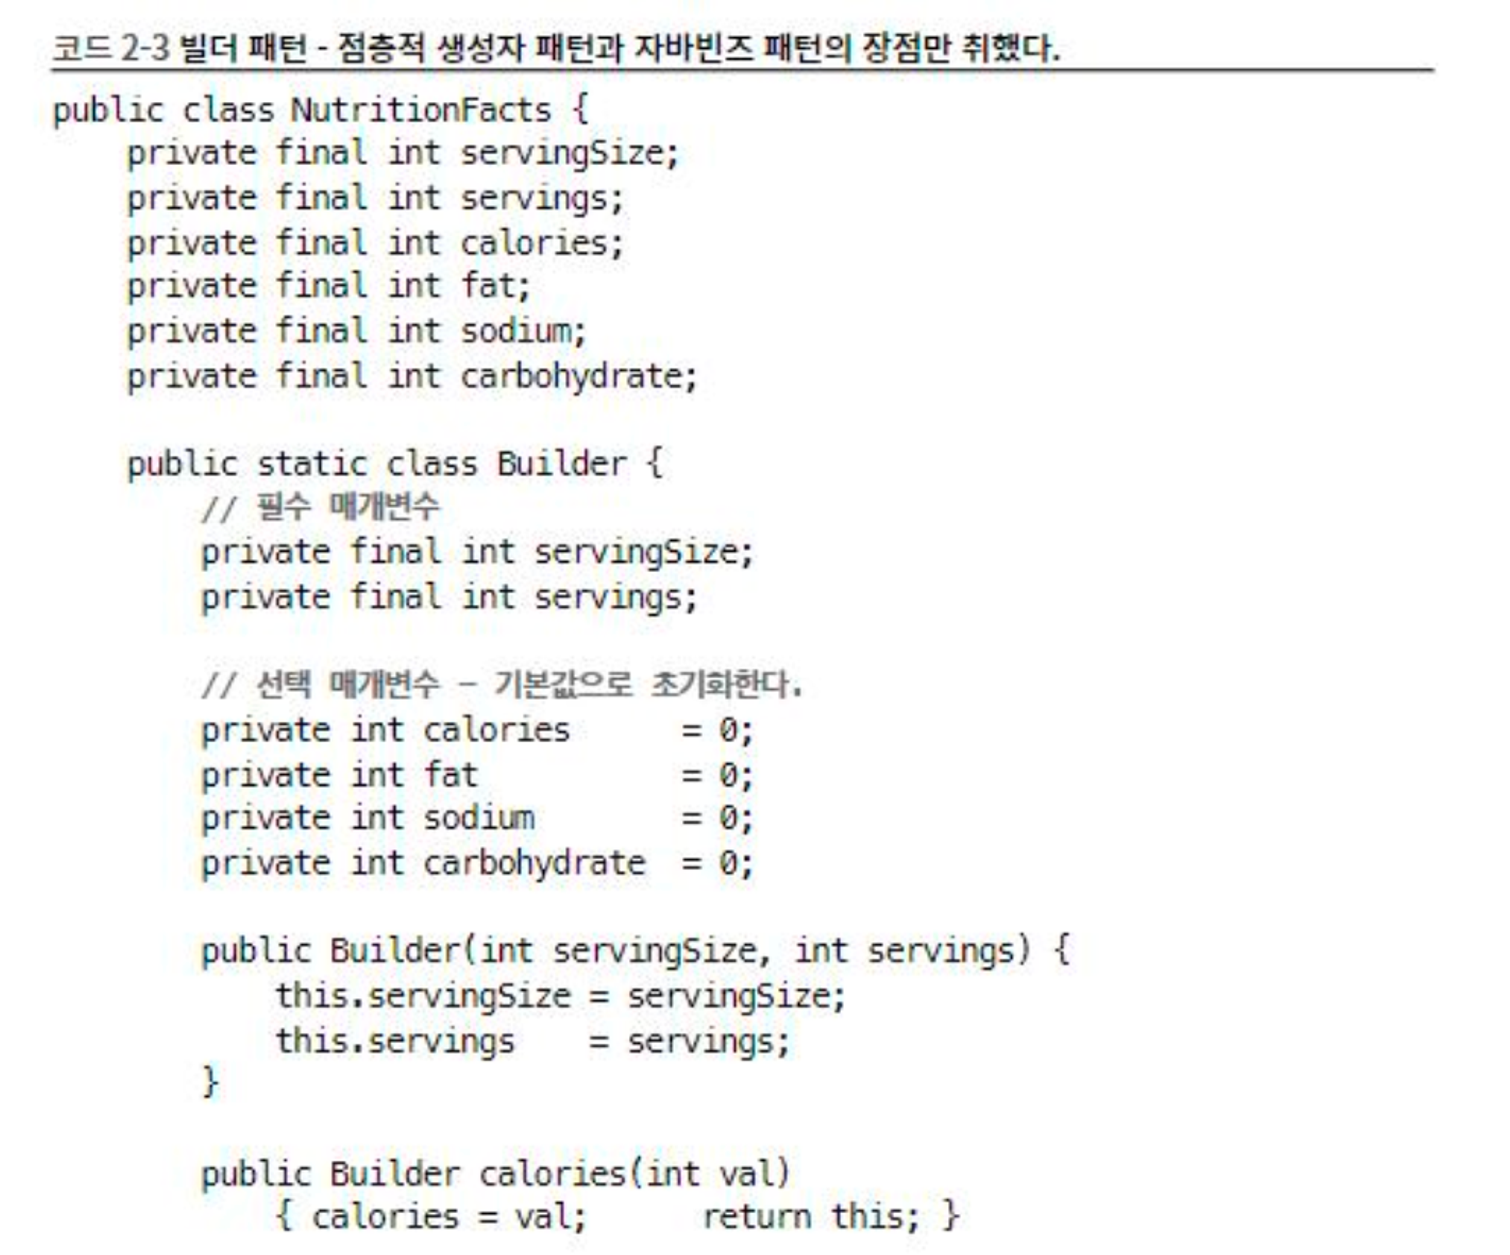 코드 2-3 빌더 패턴 - 점층적 생성자 패턴과 자바빈즈 패턴의 장점만 취했다.
public class NutritionFacts {
    private final int servingSize;
    private final int servings;
    private final int calories;
    private final int fat;
    private final int sodium;
    private final int carbohydrate;

    public static class Builder {
        // 필수 매개변수
        private final int servingSize;
        private final int servings;

        // 선택 매개변수 – 기본값으로 초기화한다.
        private int calories      = 0;
        private int fat           = 0;
        private int sodium        = 0;
        private int carbohydrate  = 0;

        public Builder(int servingSize, int servings) {
            this.servingSize = servingSize;
            this.servings    = servings;
        }

        public Builder calories(int val)
            { calories = val;      return this; }